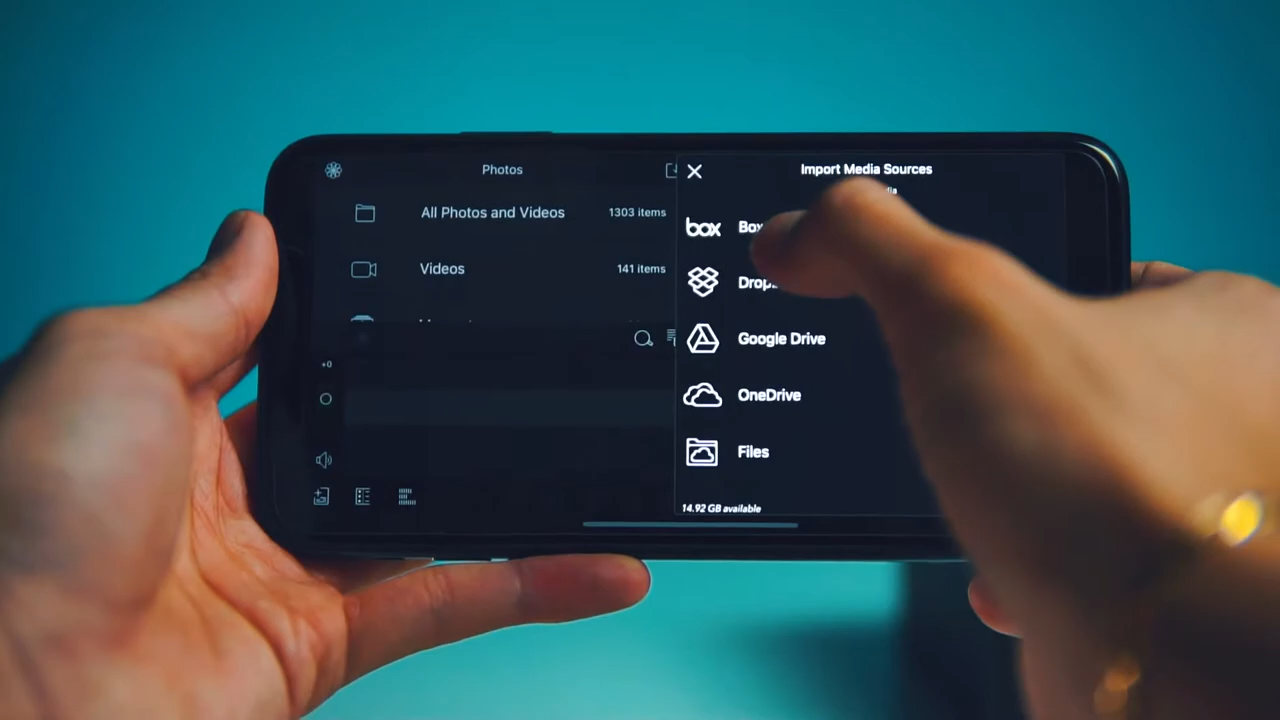 Photos
All Photos and Videos 1303 items
Videos 141 items
+0
Import Media Sources
box
Google Drive
OneDrive
Files
14.92 GB available